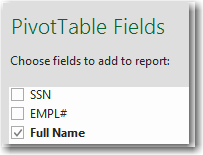 PivotTable Fields
Choose fields to add to report:
SSN
EMPL#
Full Name